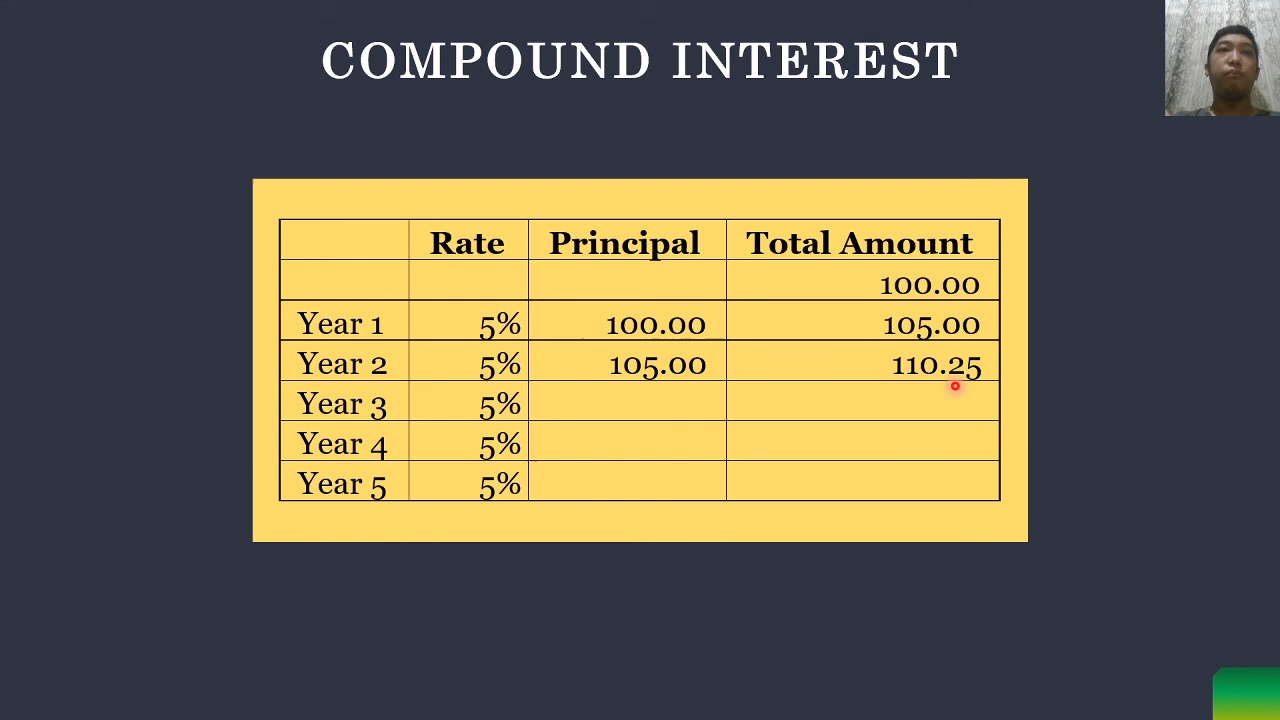 COMPOUND INTEREST
Rate Principal Total Amount
100.00
Year 1 5% 100.00 105.00
Year 2 5% 105.00 110.25
Year 3 5%
Year 4 5%
Year 5 5%